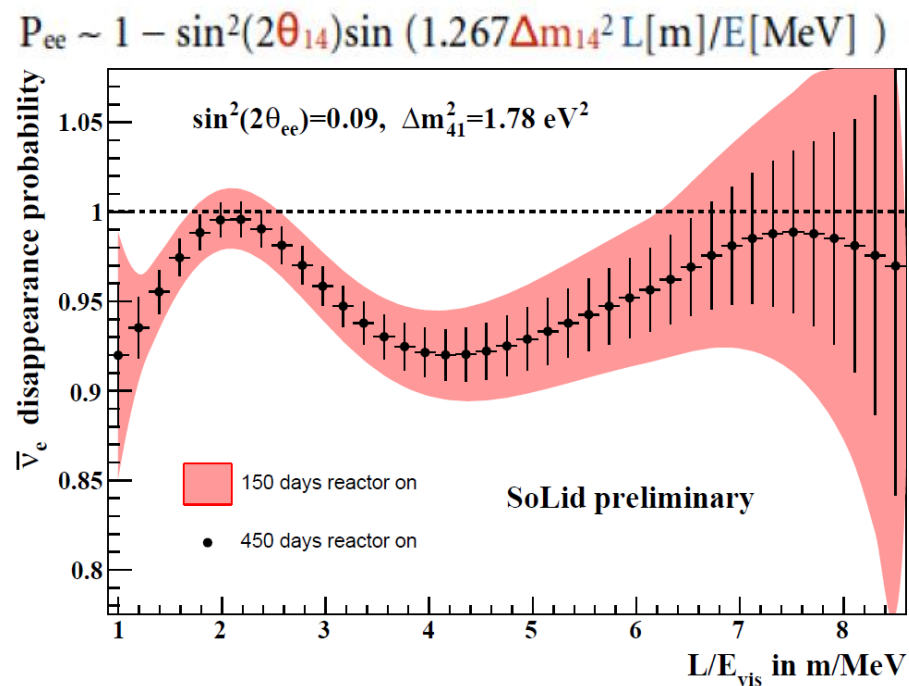 Pee ~ 1 – sin²(2θ₁₄)sin (1.267Δm₁₄² L[m]/E[MeV] )
sin²(2θee)=0.09, Δm²₄₁=1.78 eV²
ν̅e disappearance probability
1.05
1
0.95
0.9
0.85
0.8
150 days reactor on
450 days reactor on
SoLid preliminary
1 2 3 4 5 6 7 8
L/Evis in m/MeV